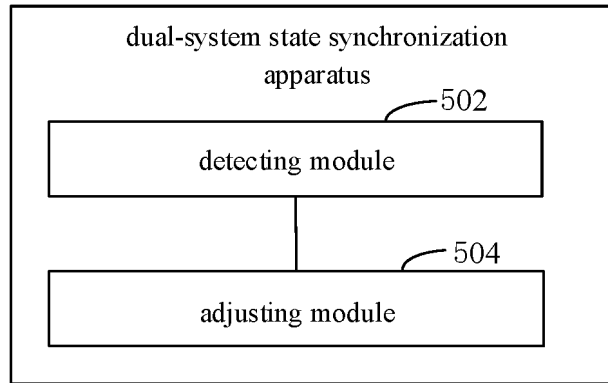 dual-system state synchronization
apparatus
502
detecting module
504
adjusting module